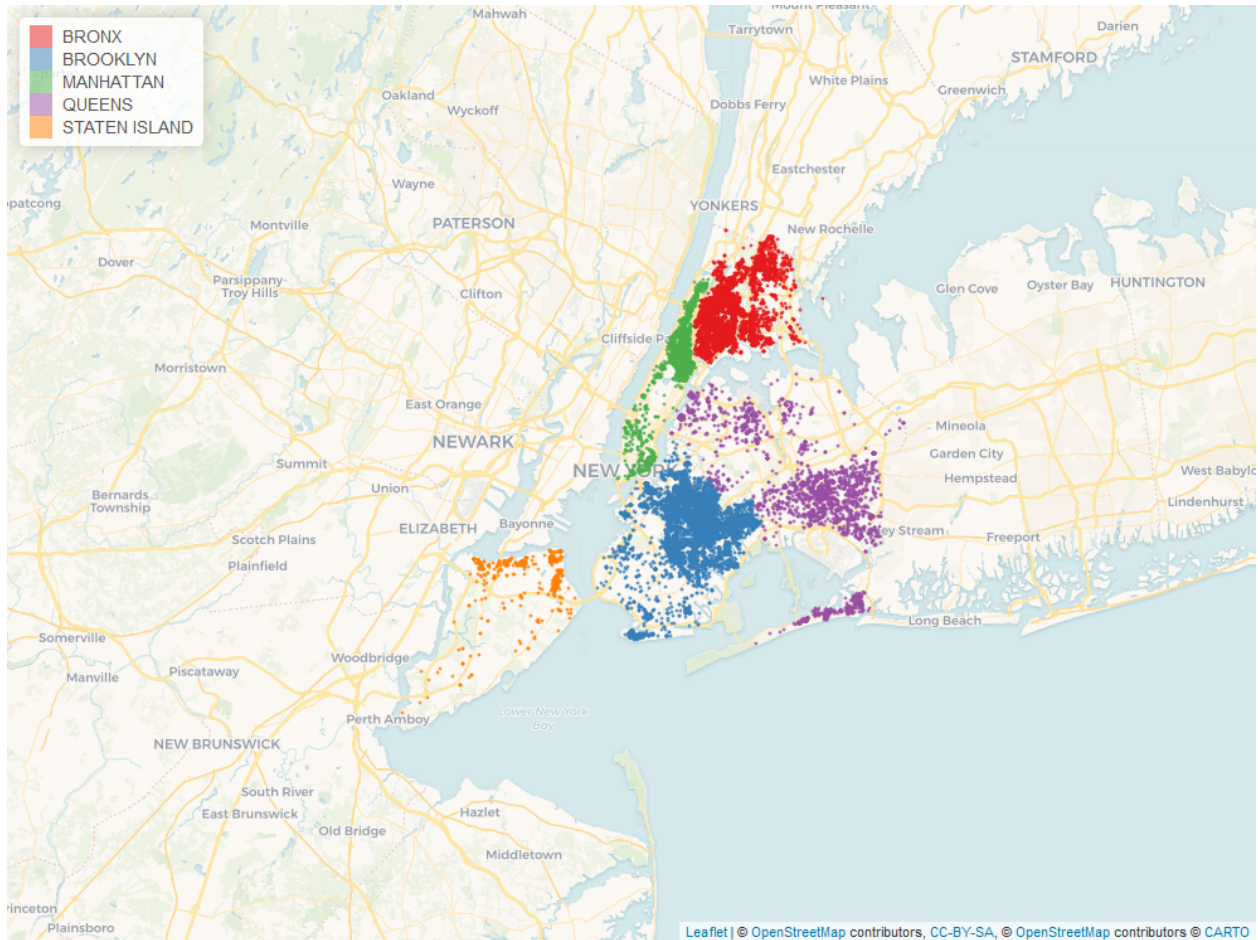 BRONX
BROOKLYN
MANHATTAN
QUEENS
STATEN ISLAND
Mahwah
Mount Pleasant
Tarrytown
Darien
STAMFORD
White Plains
Greenwich
Oakland
Wyckoff
Dobbs Ferry
Eastchester
Wayne
YONKERS
opatcong
Montville
PATERSON
New Rochelle
Dover
Parsippany-
Troy Hills
Clifton
Glen Cove
Oyster Bay
HUNTINGTON
Cliffside Pa
Morristown
East Orange
Mineola
NEWARK
Garden City
Summit
NEW YORK
Hempstead
West Babylo
Union
Bernards
Township
Lindenhurst
ELIZABETH
Bayonne
ey Stream
Freeport
Scotch Plains
Plainfield
Long Beach
Somerville
Woodbridge
Piscataway
Manville
Perth Amboy
Lower New York
Bay
NEW BRUNSWICK
South River
East Brunswick
Hazlet
Old Bridge
Middletown
rinceton
Plainsboro
Leaflet | © OpenStreetMap contributors, CC-BY-SA, © OpenStreetMap contributors © CARTO